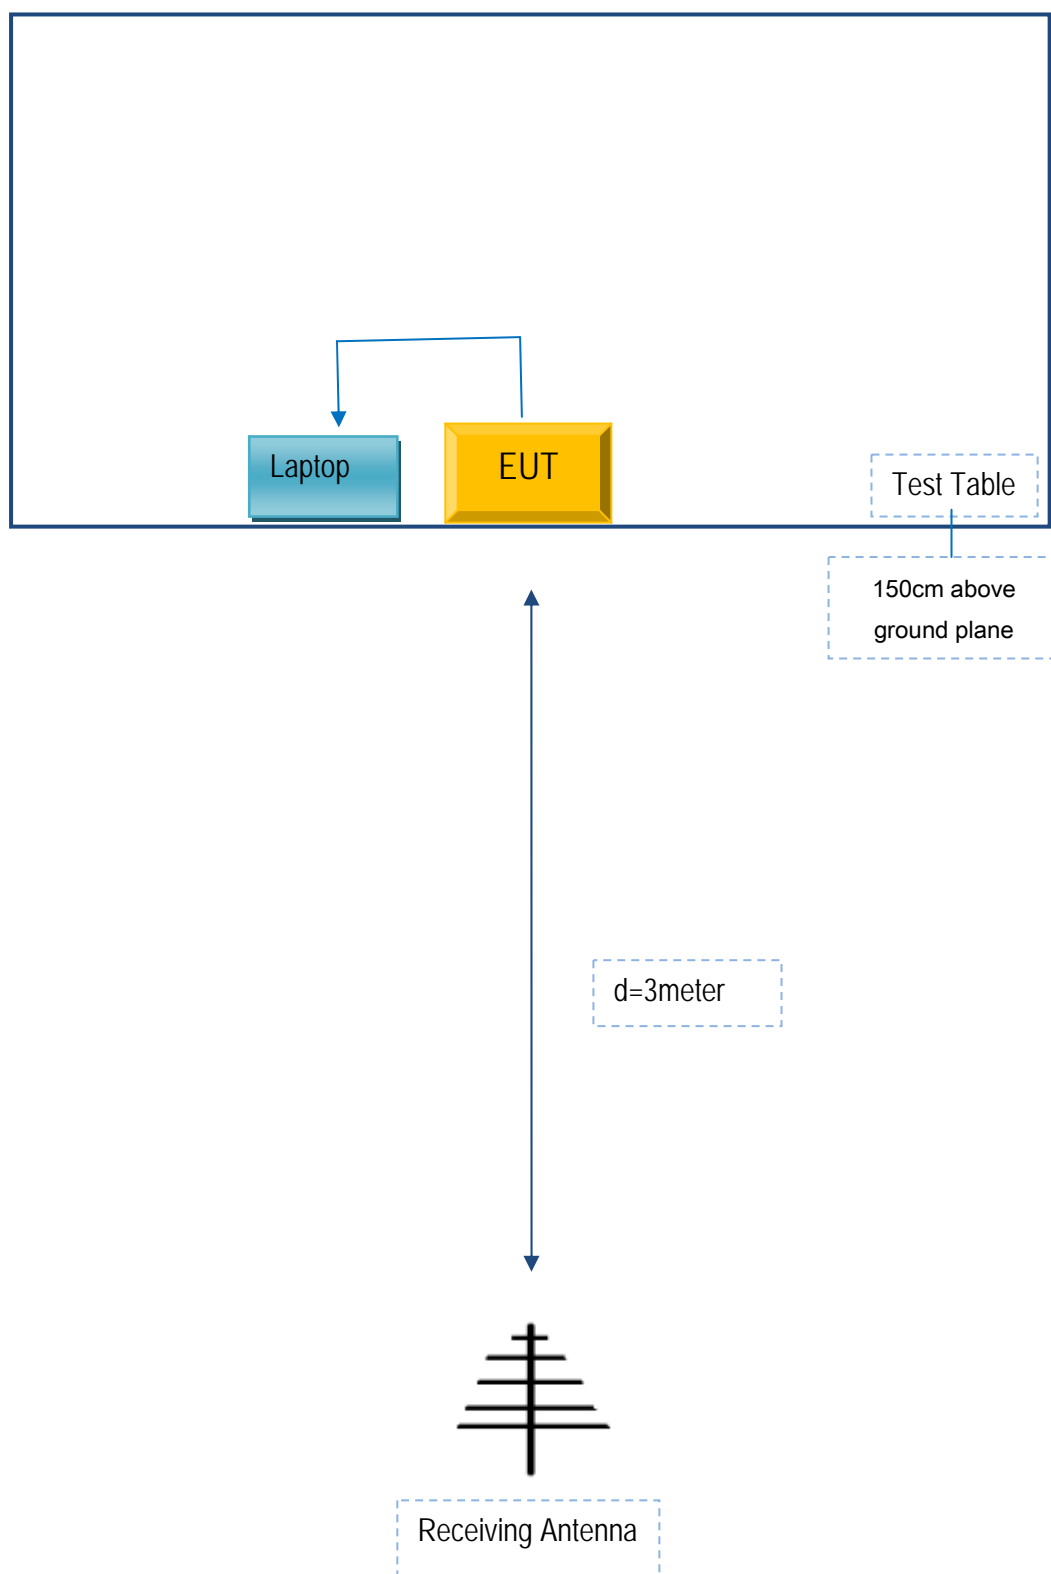 Laptop
EUT
Test Table
150cm above
ground plane
d=3meter
Receiving Antenna